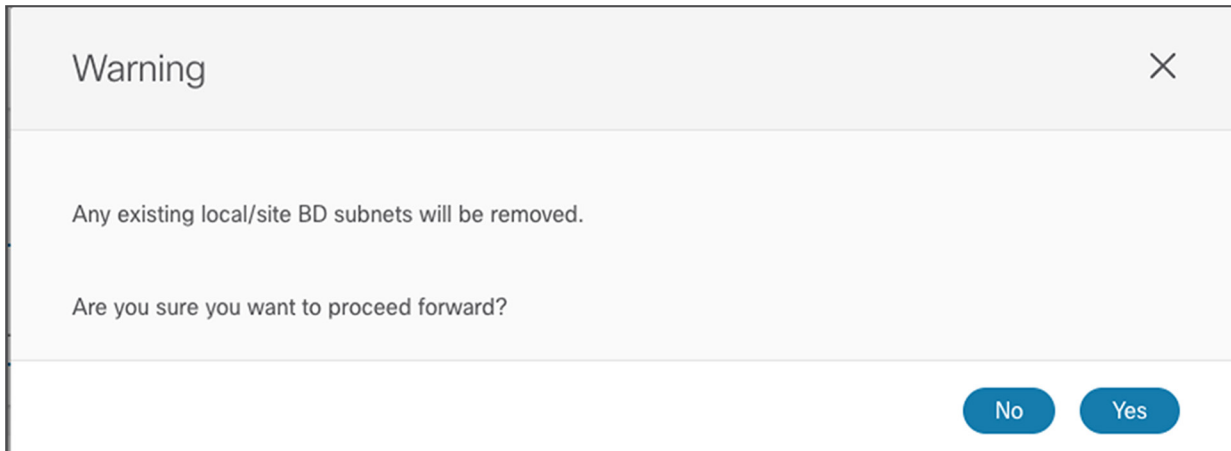 Warning
Any existing local/site BD subnets will be removed.
Are you sure you want to proceed forward?
No Yes